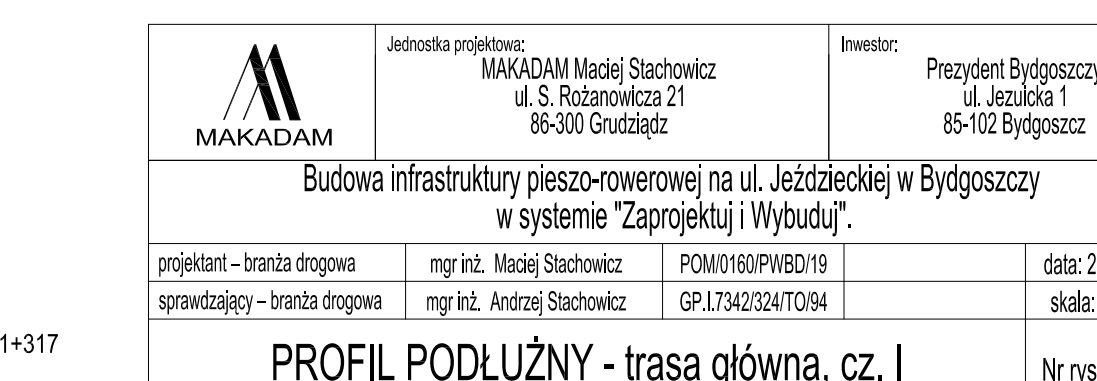 MAKADAM
Jednostka projektowa:
MAKADAM Maciej Stachowicz
ul. S. Rożanowicza 21
86-300 Grudziądz
Inwestor:
Prezydent Bydgoszczy
ul. Jezuicka 1
85-102 Bydgoszcz
Budowa infrastruktury pieszo-rowerowej na ul. Jeździeckiej w Bydgoszczy
w systemie "Zaprojektuj i Wybuduj".
projektant – branża drogowa mgr inż. Maciej Stachowicz POM/0160/PWBD/19 data: 2
sprawdzający – branża drogowa mgr inż. Andrzej Stachowicz GP.I.7342/324/TO/94 skala:
1+317
PROFIL PODŁUŻNY - trasa główna, cz. I Nr rys